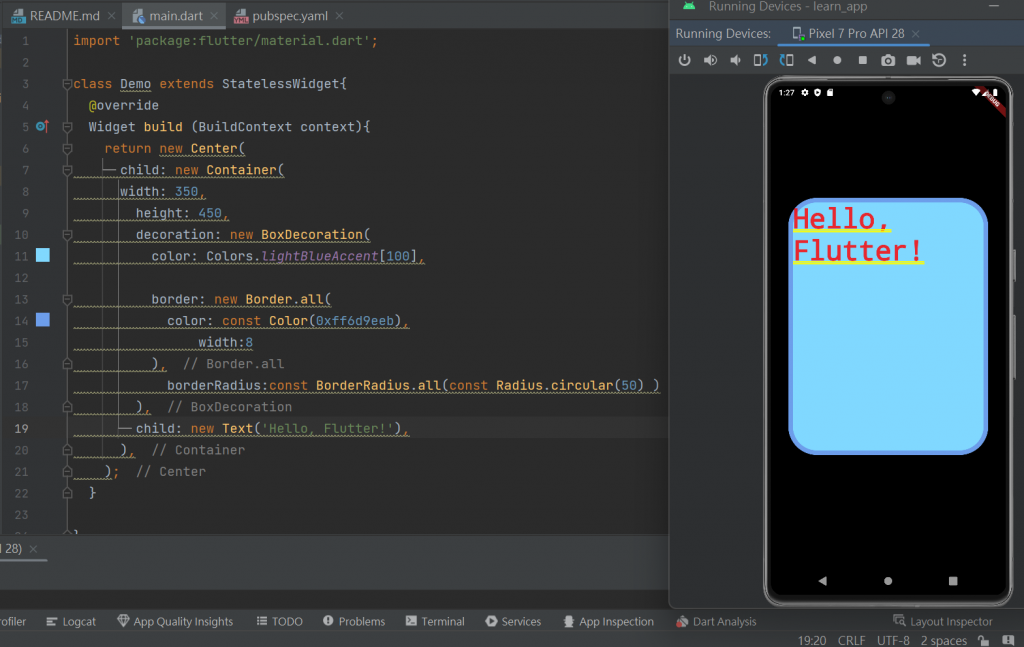 README.md
main.dart
pubspec.yaml
Running Devices - learn_app
Running Devices:
Pixel 7 Pro API 28
1 import 'package:flutter/material.dart';
2
3 class Demo extends StatelessWidget{
4 @override
5 Widget build (BuildContext context){
6 return new Center(
7 child: new Container(
8 width: 350,
9 height: 450,
10 decoration: new BoxDecoration(
11 color: Colors.lightBlueAccent[100],
12
13 border: new Border.all(
14 color: const Color(0xff6d9eeb),
15 width:8
16 ), // Border.all
17 borderRadius:const BorderRadius.all(const Radius.circular(50) )
18 ), // BoxDecoration
19 child: new Text('Hello, Flutter!'),
20 ), // Container
21 ); // Center
22 }
23
1:27
DEBUG
Hello,
Flutter!
28)
rofiler
Logcat
App Quality Insights
TODO
Problems
Terminal
Services
App Inspection
Dart Analysis
Layout Inspector
19:20 CRLF UTF-8 2 spaces